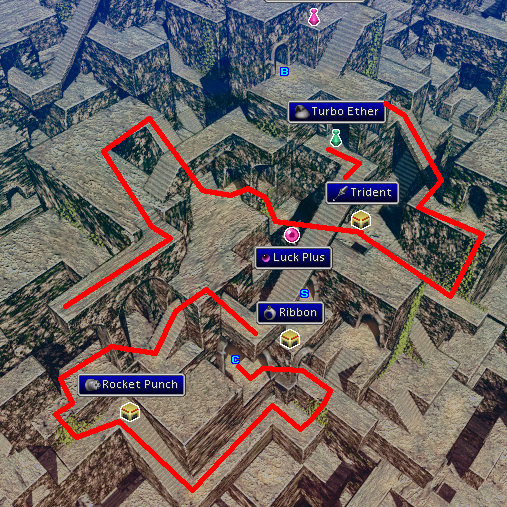 B
Turbo Ether
Trident
Luck Plus
S
Ribbon
C
Rocket Punch